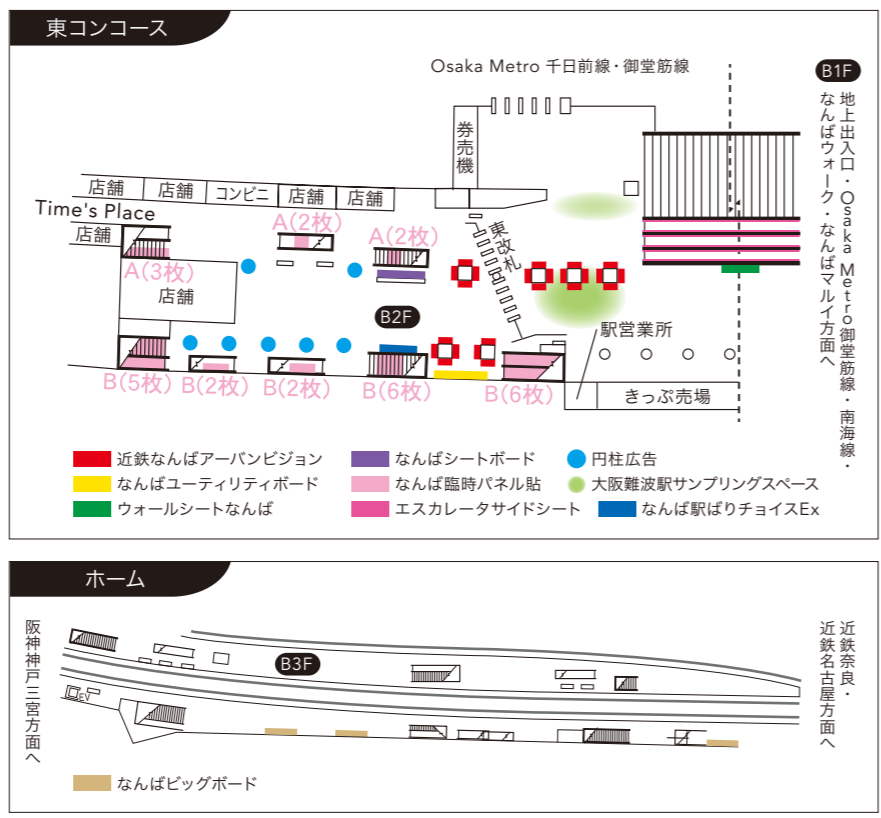 東コンコース
Osaka Metro 千日前線・御堂筋線
B1F
地上出入口・Osaka Metro御堂筋線・南海線・
なんばウォーク・なんばマルイ方面へ
券売機
店舗
店舗
コンビニ
店舗
店舗
Time's Place
店舗
A(2枚)
A(2枚)
東改札
A(3枚)
店舗
B2F
駅営業所
B(5枚)
B(2枚)
B(2枚)
B(6枚)
B(6枚)
きっぷ売場
近鉄なんばアーバンビジョン
なんばシートボード
円柱広告
なんばユーティリティボード
なんば臨時パネル貼
大阪難波駅サンプリングスペース
ウォールシートなんば
エスカレータサイドシート
なんば駅ばりチョイスEx
ホーム
阪神神戸三宮方面へ
B3F
EV
近鉄奈良・
近鉄名古屋方面へ
なんばビッグボード